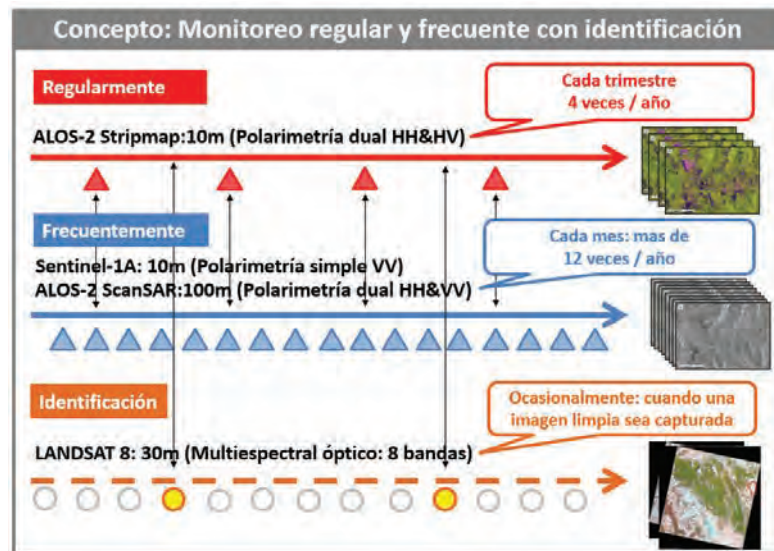 Concepto: Monitoreo regular y frecuente con identificación
Regularmente
Cada trimestre
4 veces / año
ALOS-2 Stripmap:10m (Polarimetría dual HH&HV)
Frecuentemente
Cada mes: mas de
12 veces / año
Sentinel-1A: 10m (Polarimetría simple VV)
ALOS-2 ScanSAR:100m (Polarimetría dual HH&VV)
Identificación
Ocasionalmente: cuando una
imagen limpia sea capturada
LANDSAT 8: 30m (Multiespectral óptico: 8 bandas)